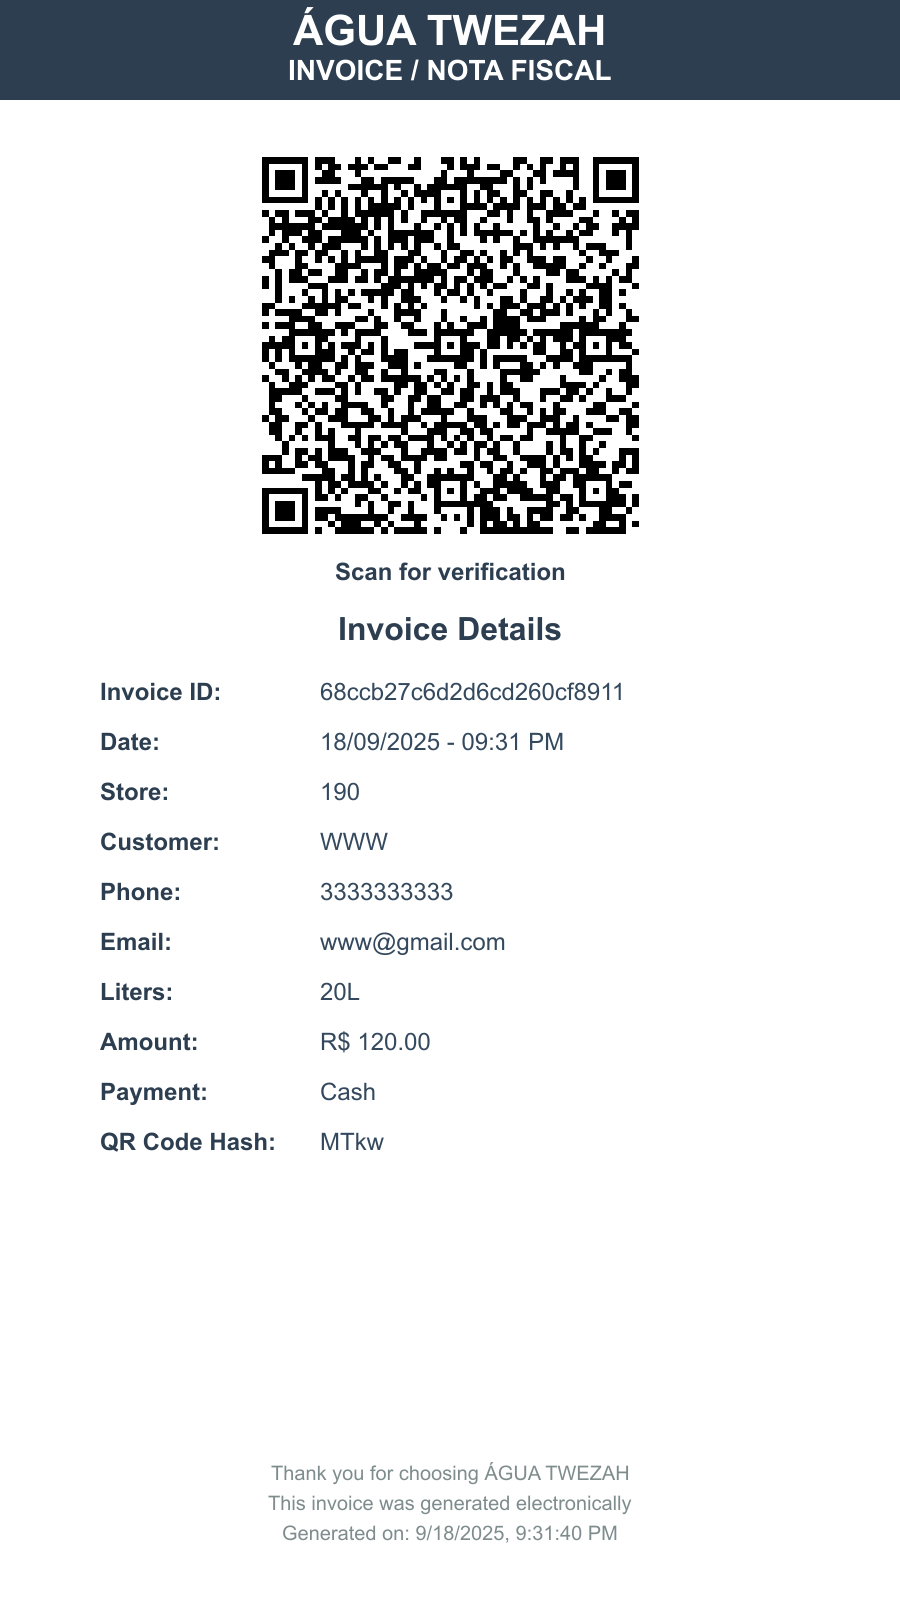 ÁGUA TWEZAH
INVOICE / NOTA FISCAL
Scan for verification
Invoice Details
Invoice ID: 68ccb27c6d2d6cd260cf8911
Date: 18/09/2025 - 09:31 PM
Store: 190
Customer: WWW
Phone: 3333333333
Email: www@gmail.com
Liters: 20L
Amount: R$ 120.00
Payment: Cash
QR Code Hash: MTkw
Thank you for choosing ÁGUA TWEZAH
This invoice was generated electronically
Generated on: 9/18/2025, 9:31:40 PM